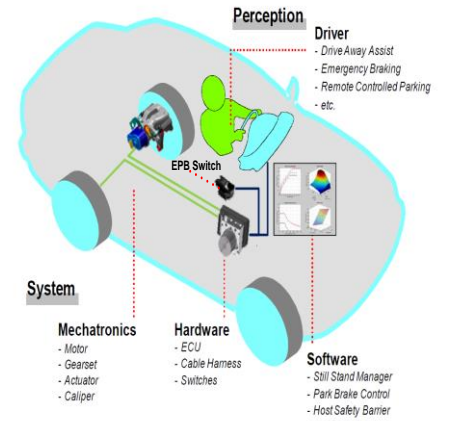 Perception
Driver
- Drive Away Assist
- Emergency Braking
- Remote Controlled Parking
- etc.
EPB Switch
System
Mechatronics
- Motor
- Gearset
- Actuator
- Caliper
Hardware
- ECU
- Cable Harness
- Switches
Software
- Still Stand Manager
- Park Brake Control
- Host Safety Barrier